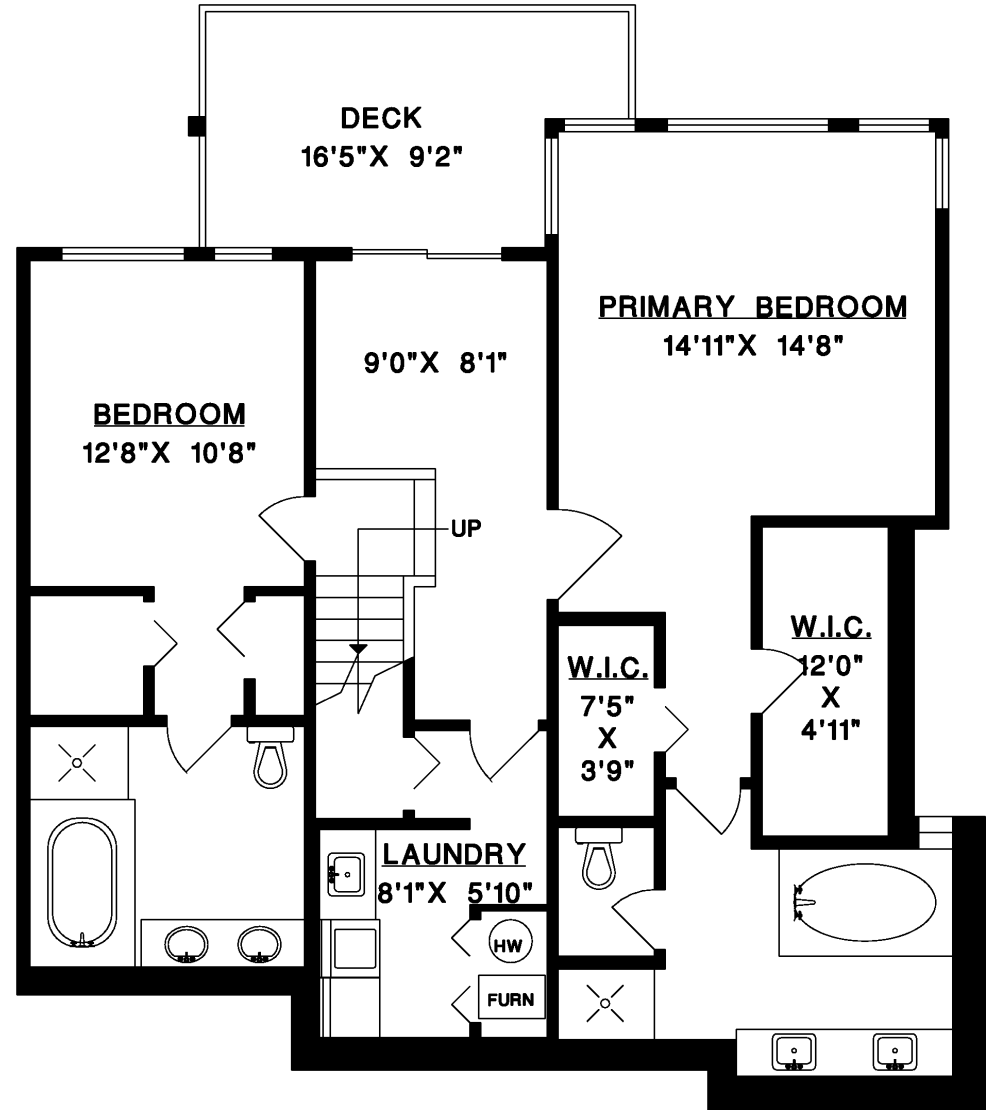 DECK
16'5"X 9'2"
PRIMARY BEDROOM
14'11"X 14'8"
9'0"X 8'1"
BEDROOM
12'8"X 10'8"
UP
W.I.C.
12'0"
X
4'11"
W.I.C.
7'5"
X
3'9"
LAUNDRY
8'1"X 5'10"
HW
FURN